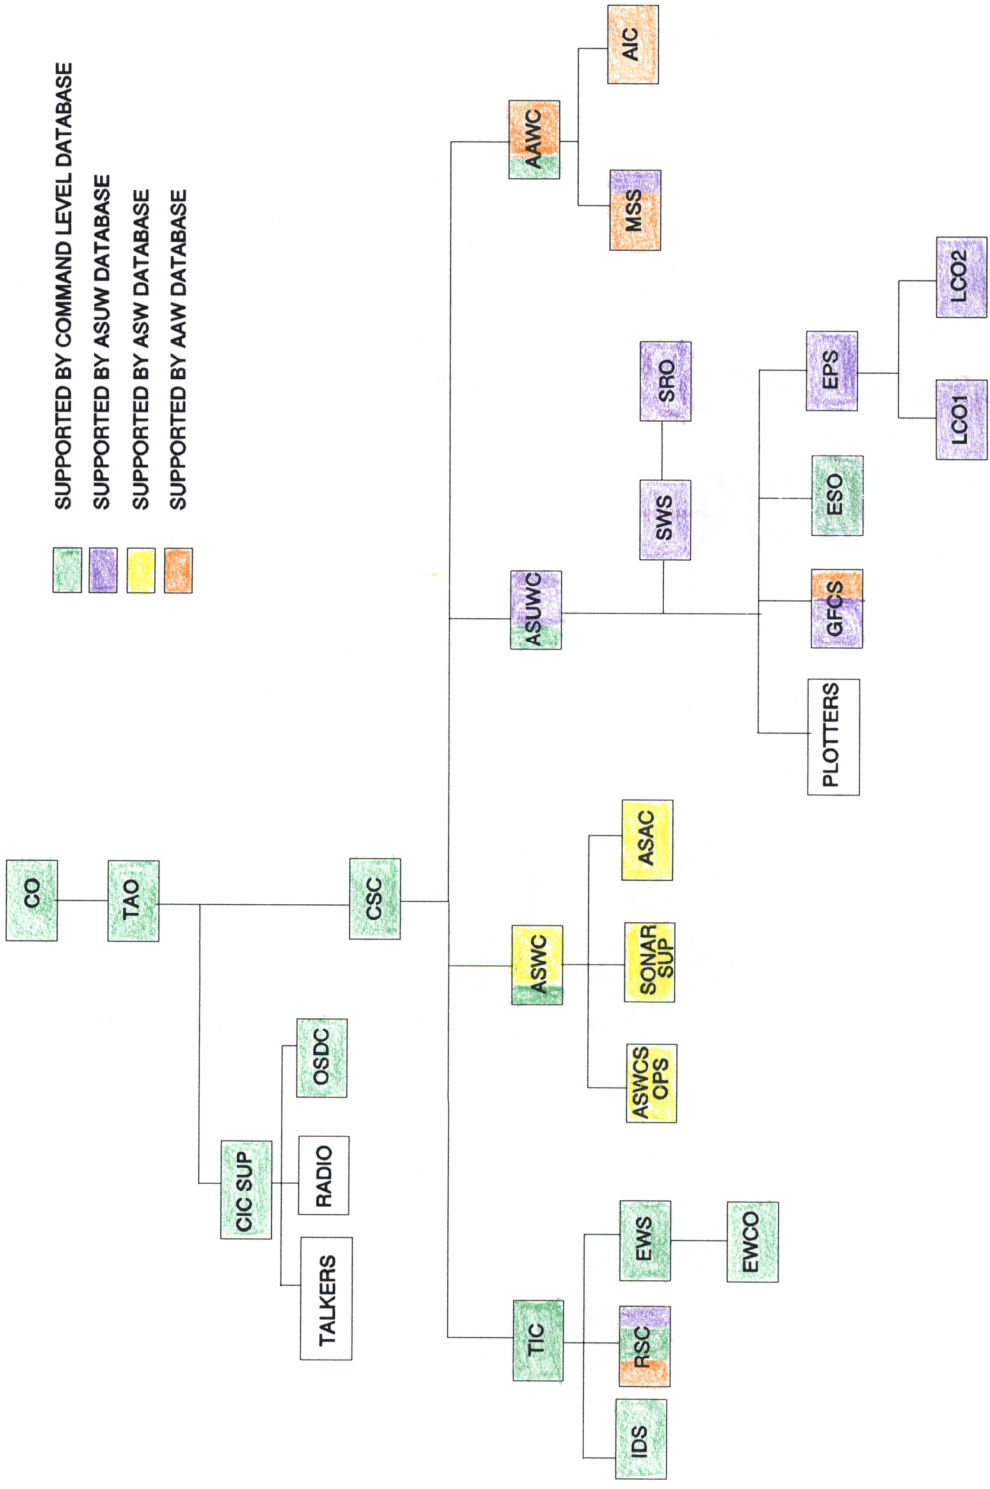 SUPPORTED BY COMMAND LEVEL DATABASE
SUPPORTED BY ASUW DATABASE
SUPPORTED BY ASW DATABASE
SUPPORTED BY AAW DATABASE
CO
TAO
CIC SUP
TALKERS
RADIO
OSDC
CSC
TIC
ASWC
ASUWC
AAWC
IDS
RSC
EWS
EWCO
ASWCS
OPS
SONAR
SUP
ASAC
SWS
SRO
MSS
AIC
PLOTTERS
GFCS
ESO
EPS
LCO1
LCO2